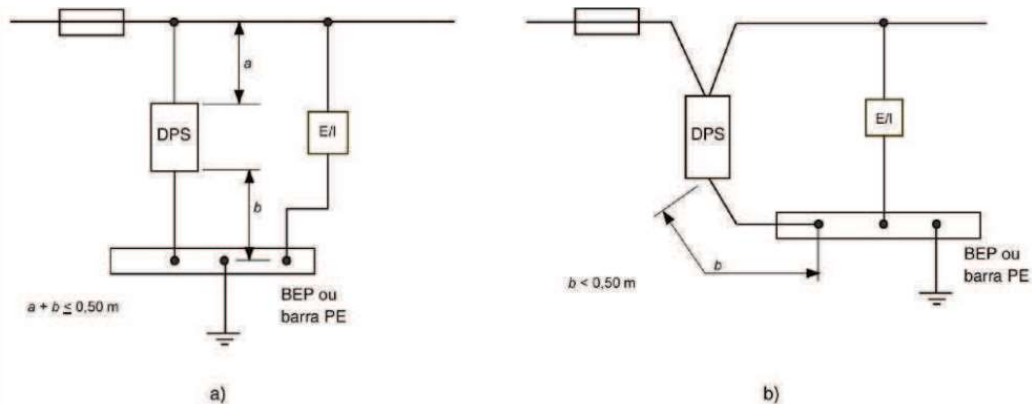 a
DPS
E/I
b
BEP ou
barra PE
a + b ≤ 0,50 m
a)
DPS
E/I
b
b < 0,50 m
BEP ou
barra PE
b)